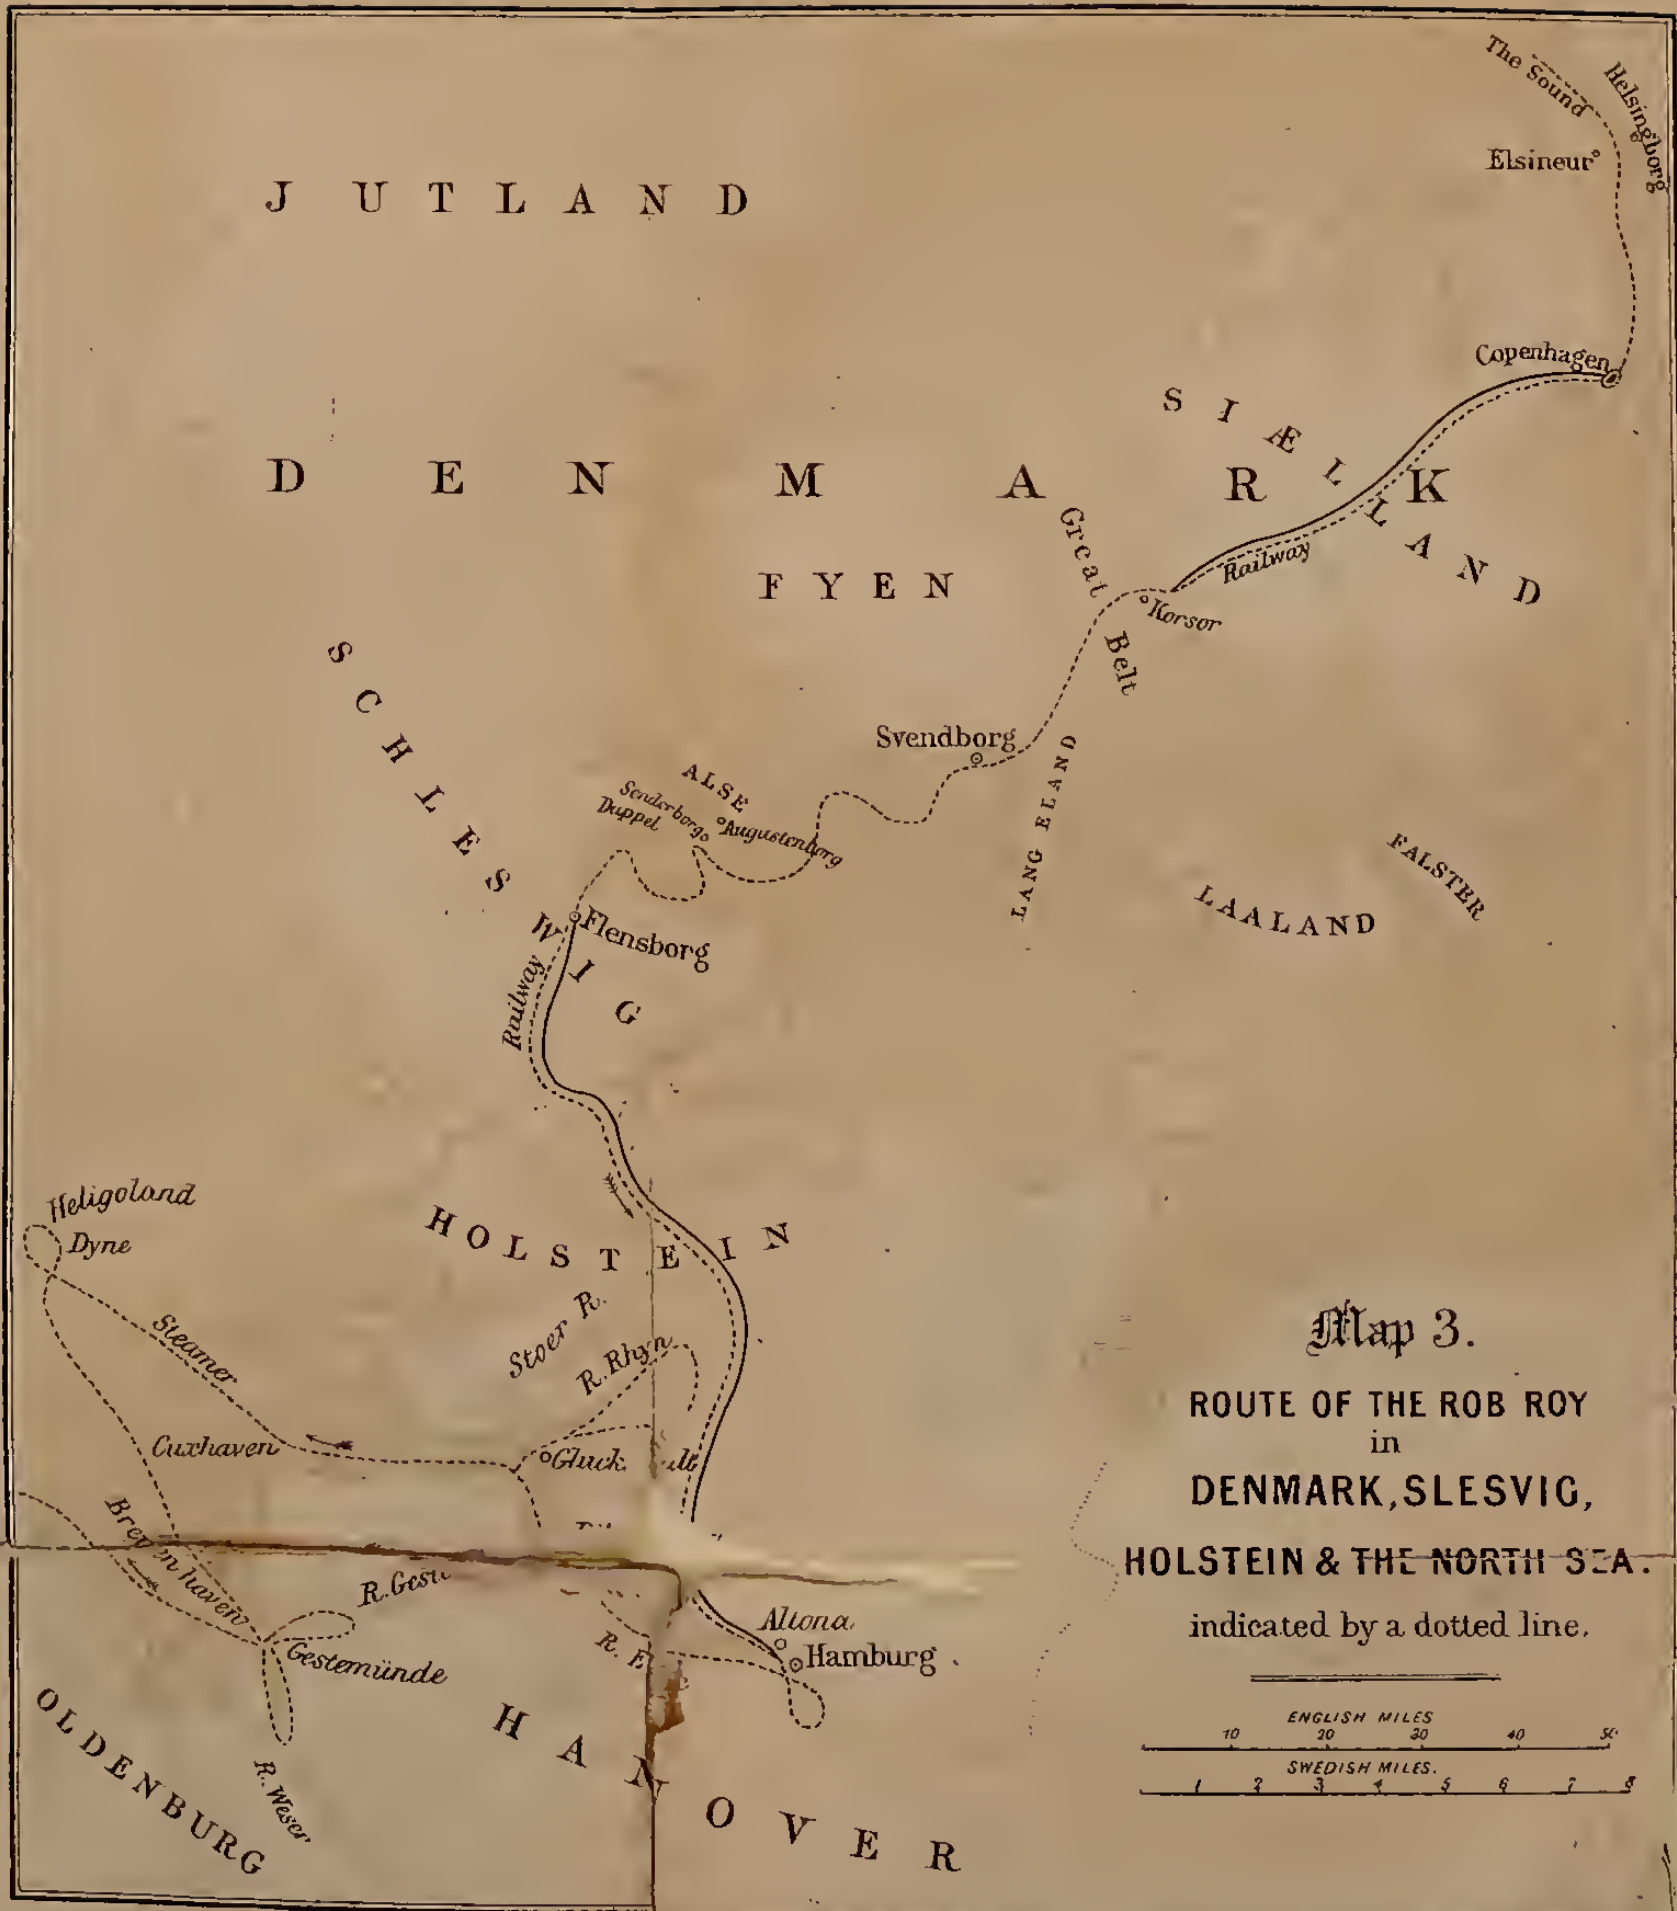 The Sound
Helsingborg
Elsineur
JUTLAND
Copenhagen
SIÆLLAND
DENMARK
Great Belt
FYEN
Railway
Korsor
SCHLESWIG
Svendborg
LANG ELAND
ALSE
Senderborg
Duppel
Augustenborg
FALSTER
LAALAND
Flensborg
Railway
Heligoland
Dyne
HOLSTEIN
Stoer R.
R. Rhyn
Steamer
Cuxhaven
Gluck
Map 3.
ROUTE OF THE ROB ROY
in
DENMARK, SLESVIG,
HOLSTEIN & THE NORTH SEA.
indicated by a dotted line.
R. Gest
Altona
Hamburg
R. E
Gestemünde
HANOVER
OLDENBURG
R. Weser
ENGLISH MILES
10 20 30 40 50
SWEDISH MILES.
1 2 3 4 5 6 7 8